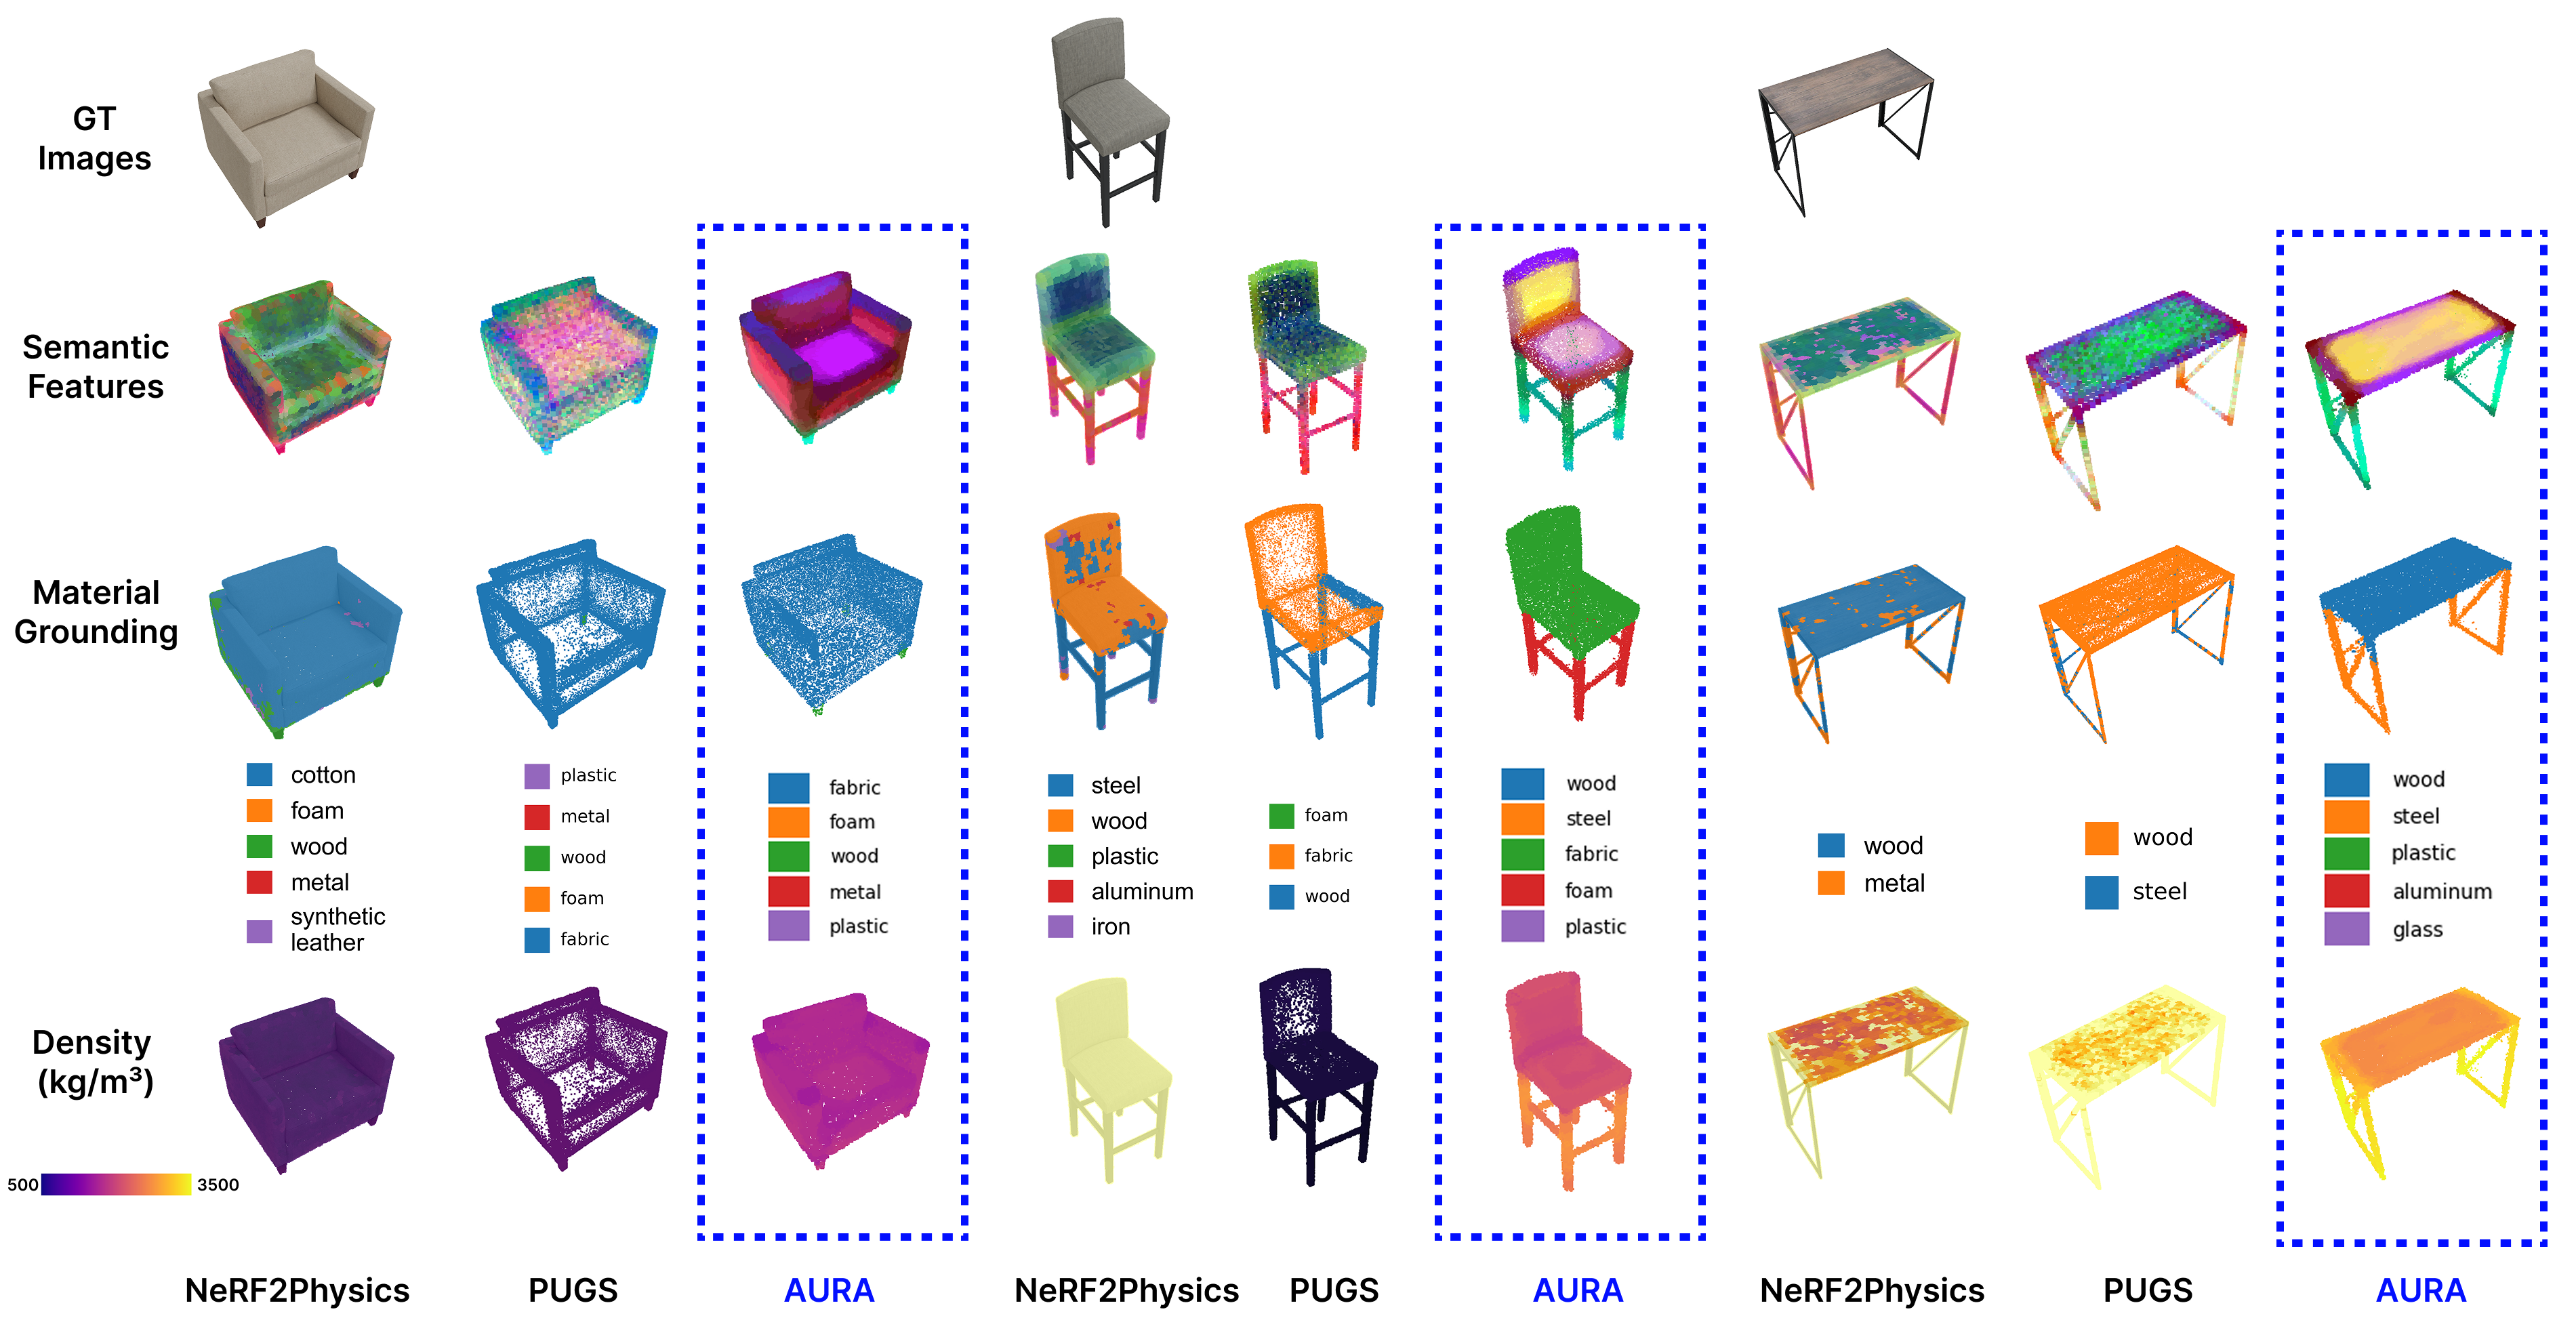 GT
Images
Semantic
Features
Material
Grounding
cotton
foam
wood
metal
synthetic
leather
plastic
metal
wood
foam
fabric
fabric
foam
wood
metal
plastic
steel
wood
plastic
aluminum
iron
foam
fabric
wood
wood
steel
fabric
foam
plastic
wood
metal
wood
steel
wood
steel
plastic
aluminum
glass
Density
(kg/m³)
500
3500
NeRF2Physics
PUGS
AURA
NeRF2Physics
PUGS
AURA
NeRF2Physics
PUGS
AURA